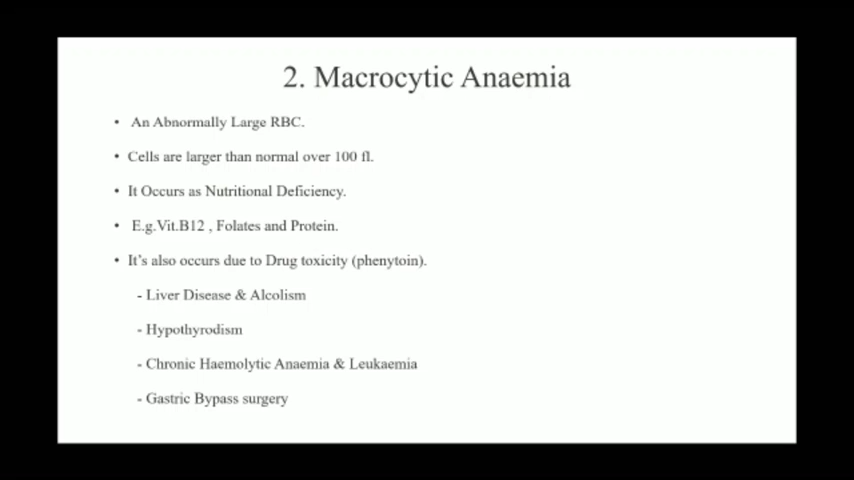 2. Macrocytic Anaemia
• An Abnormally Large RBC.
• Cells are larger than normal over 100 fl.
• It Occurs as Nutritional Deficiency.
• E.g.Vit.B12 , Folates and Protein.
• It's also occurs due to Drug toxicity (phenytoin).
- Liver Disease & Alcolism
- Hypothyrodism
- Chronic Haemolytic Anaemia & Leukaemia
- Gastric Bypass surgery